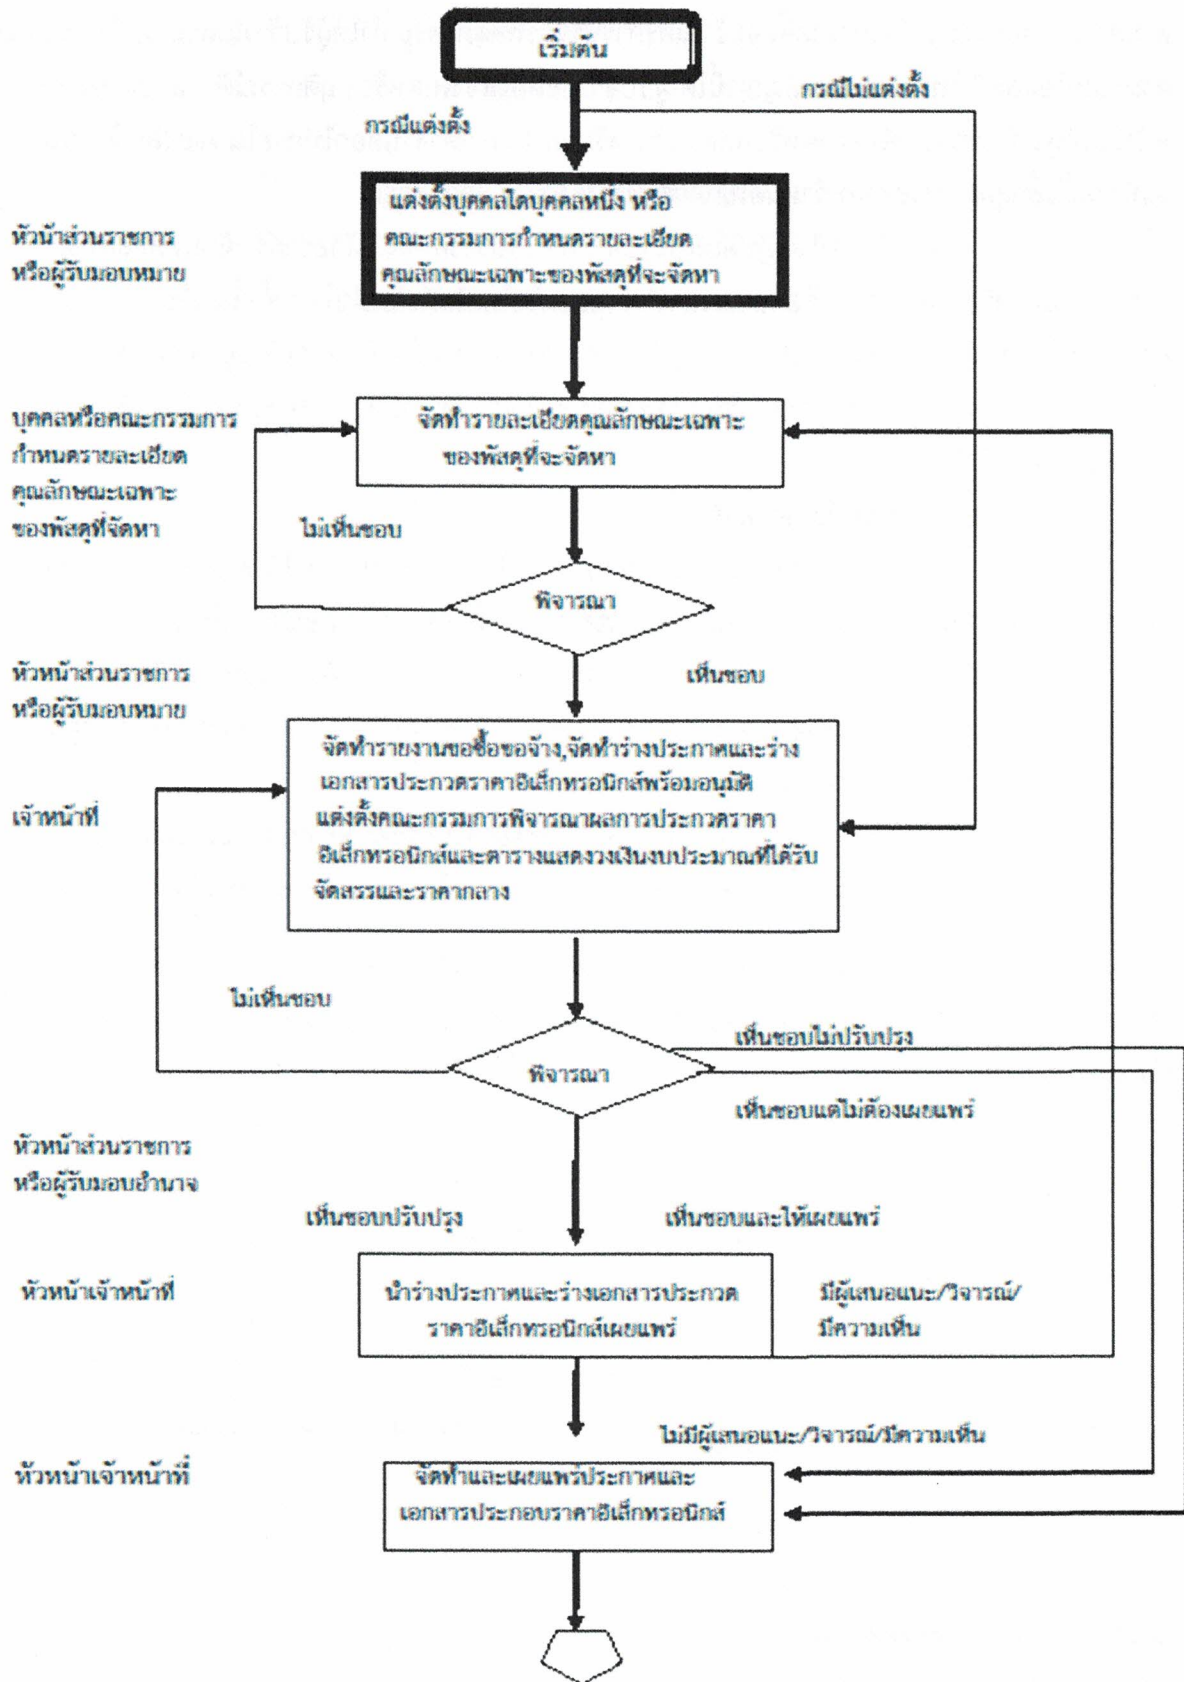 เริ่มต้น
กรณีไม่แต่งตั้ง
กรณีแต่งตั้ง
แต่งตั้งบุคคลใดบุคคลหนึ่ง หรือ
คณะกรรมการกำหนดรายละเอียด
คุณลักษณะเฉพาะของพัสดุที่จะจัดหา
หัวน้าส่วนราชการ
หรือผู้รับมอบหมาย
บุคคลหรือคณะกรรมการ
กำหนดรายละเอียด
คุณลักษณะเฉพาะ
ของพัสดุที่จัดหา
จัดทำรายละเอียดคุณลักษณะเฉพาะ
ของพัสดุที่จะจัดหา
ไม่เห็นชอบ
พิจารณา
หัวหน้าส่วนราชการ
หรือผู้รับมอบหมาย
เห็นชอบ
จัดทำรายงานขอซื้อขอจ้าง,จัดทำร่างประกาศและร่าง
เอกสารประกวดราคาอิเล็กทรอนิกส์พร้อมอนุมัติ
แต่งตั้งคณะกรรมการพิจารณาผลการประกวดราคา
อิเล็กทรอนิกส์และตารางแสดงวงเงินงบประมาณที่ได้รับ
จัดสรรและราคากลาง
เจ้าหน้าที่
ไม่เห็นชอบ
เห็นชอบไม่ปรับปรุง
พิจารณา
เห็นชอบแต่ไม่ต้องเผยแพร่
หัวหน้าส่วนราชการ
หรือผู้รับมอบอำนาจ
เห็นชอบปรับปรุง
เห็นชอบและให้เผยแพร่
หัวหน้าเจ้าหน้าที่
นำร่างประกาศและร่างเอกสารประกวด
ราคาอิเล็กทรอนิกส์เผยแพร่
มีผู้เสนอแนะ/วิจารณ์/
มีความเห็น
ไม่มีผู้เสนอแนะ/วิจารณ์/มีความเห็น
หัวหน้าเจ้าหน้าที่
จัดทำและเผยแพร่ประกาศและ
เอกสารประกอบราคาอิเล็กทรอนิกส์